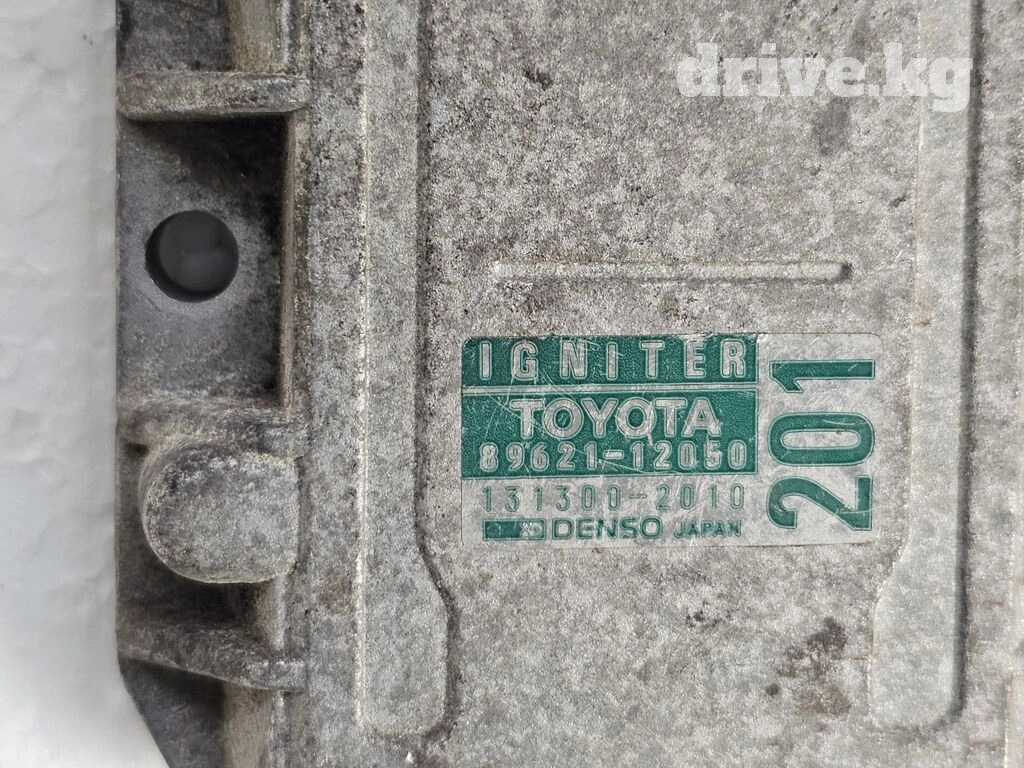 drive.kg
IGNITER
TOYOTA
89621-12050
131300-2010
DENSO JAPAN
201